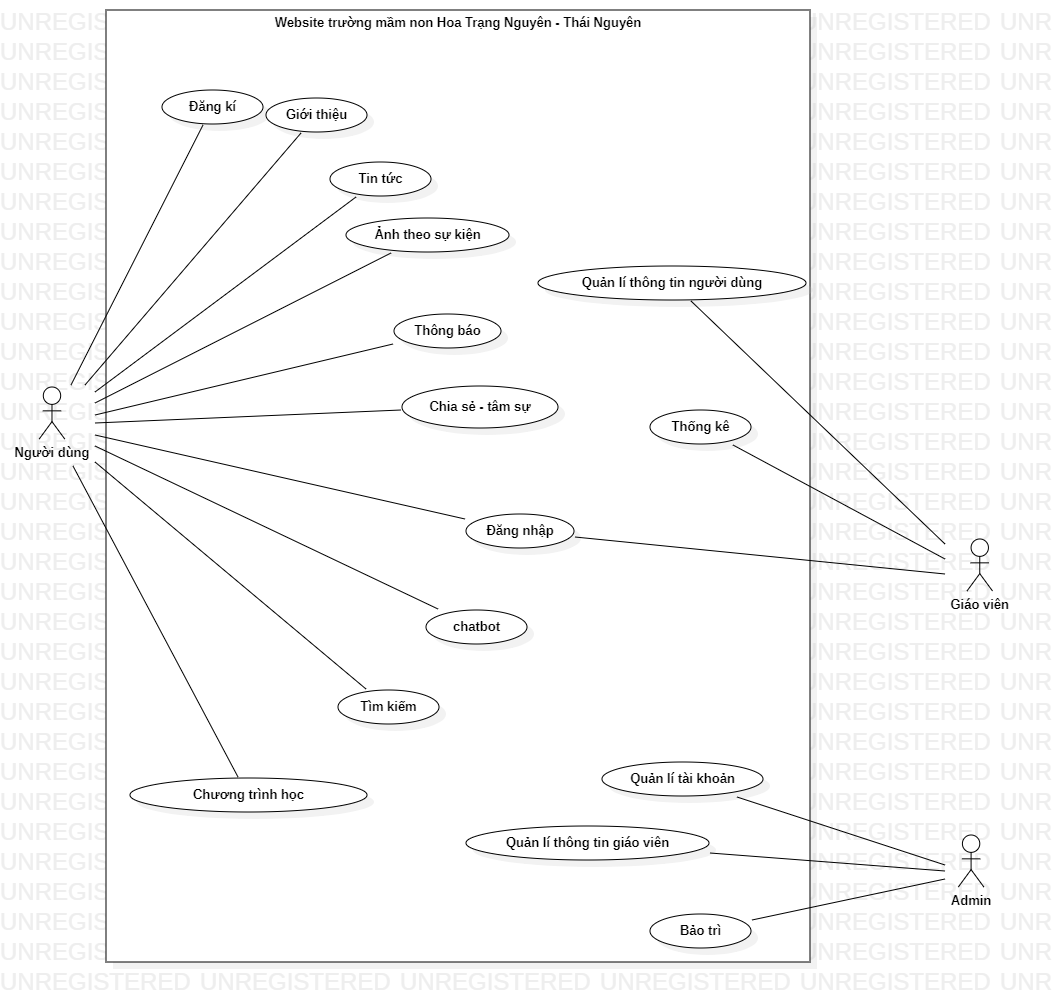 Website trường mầm non Hoa Trạng Nguyên - Thái Nguyên
Đăng kí
Giới thiệu
Tin tức
Ảnh theo sự kiện
Quản lí thông tin người dùng
Thông báo
Chia sẻ - tâm sự
Thống kê
Người dùng
Đăng nhập
Giáo viên
chatbot
Tìm kiếm
Quản lí tài khoản
Chương trình học
Quản lí thông tin giáo viên
Admin
Bảo trì
UNREGISTERED UNREGISTERED UNREGISTERED UNREGISTERED UNREGISTERED UNR